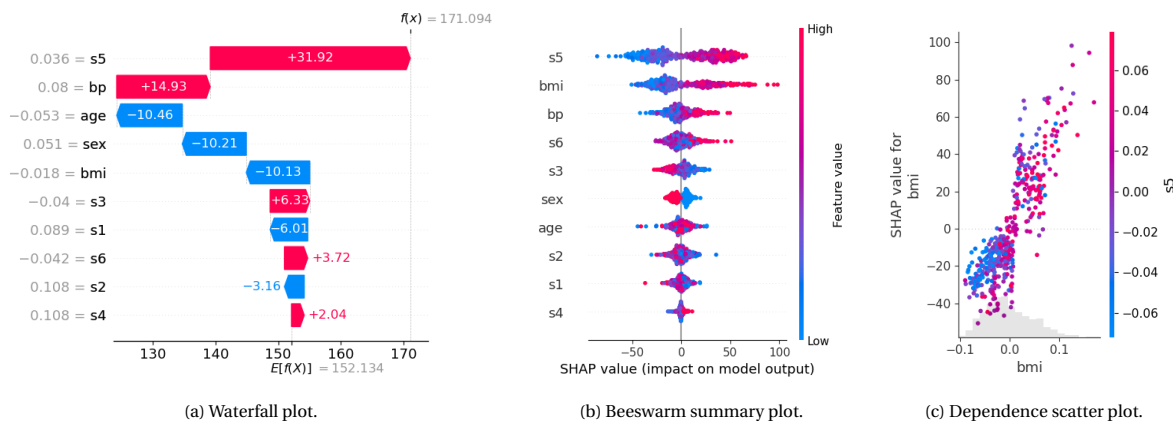 f(x) = 171.094
0.036 = s5
+31.92
0.08 = bp
+14.93
−0.053 = age
−10.46
0.051 = sex
−10.21
−0.018 = bmi
−10.13
−0.04 = s3
+6.33
0.089 = s1
−6.01
−0.042 = s6
+3.72
0.108 = s2
−3.16
0.108 = s4
+2.04
130 140 150 160 170
E[f(X)] = 152.134
(a) Waterfall plot.
s5
bmi
bp
s6
s3
sex
age
s2
s1
s4
−50 0 50 100
SHAP value (impact on model output)
High
Feature value
Low
(b) Beeswarm summary plot.
SHAP value for
bmi
100
80
60
40
20
0
−20
−40
−0.1 0.0 0.1
bmi
0.06
0.04
0.02
0.00
−0.02
−0.04
−0.06
s5
(c) Dependence scatter plot.